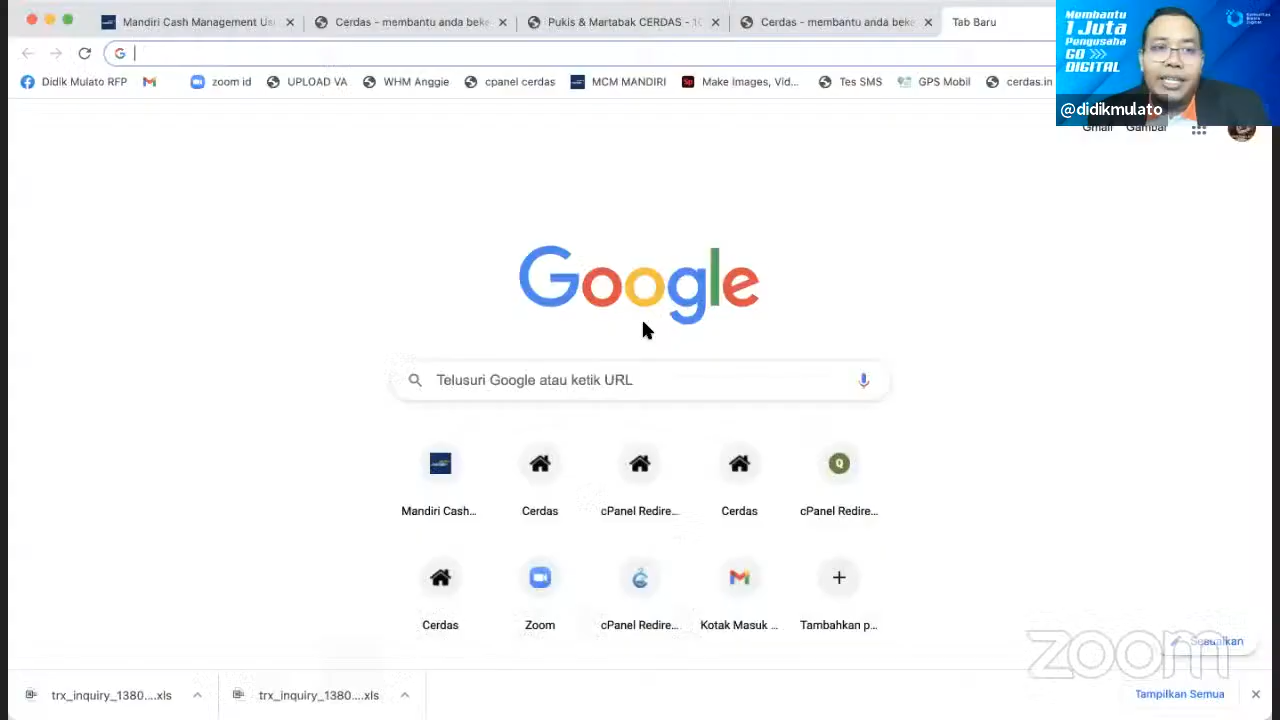 Mandiri Cash Management Us
Cerdas - membantu anda beke
Pukis & Martabak CERDAS - 1
Cerdas - membantu anda beke
Tab Baru
Didik Mulato RFP
zoom id
UPLOAD VA
WHM Anggie
cpanel cerdas
MCM MANDIRI
Make Images, Vid...
Tes SMS
GPS Mobil
cerdas.in
Membantu
1 Juta
Pengusaha
GO >>>
DIGITAL
@didikmulato
Gmail
Gambar
Google
Telusuri Google atau ketik URL
Mandiri Cash...
Cerdas
cPanel Redire...
Cerdas
cPanel Redire...
Cerdas
Zoom
cPanel Redire...
Kotak Masuk ...
Tambahkan p...
Sesuaikan
zoom
trx_inquiry_1380....xls
trx_inquiry_1380....xls
Tampilkan Semua